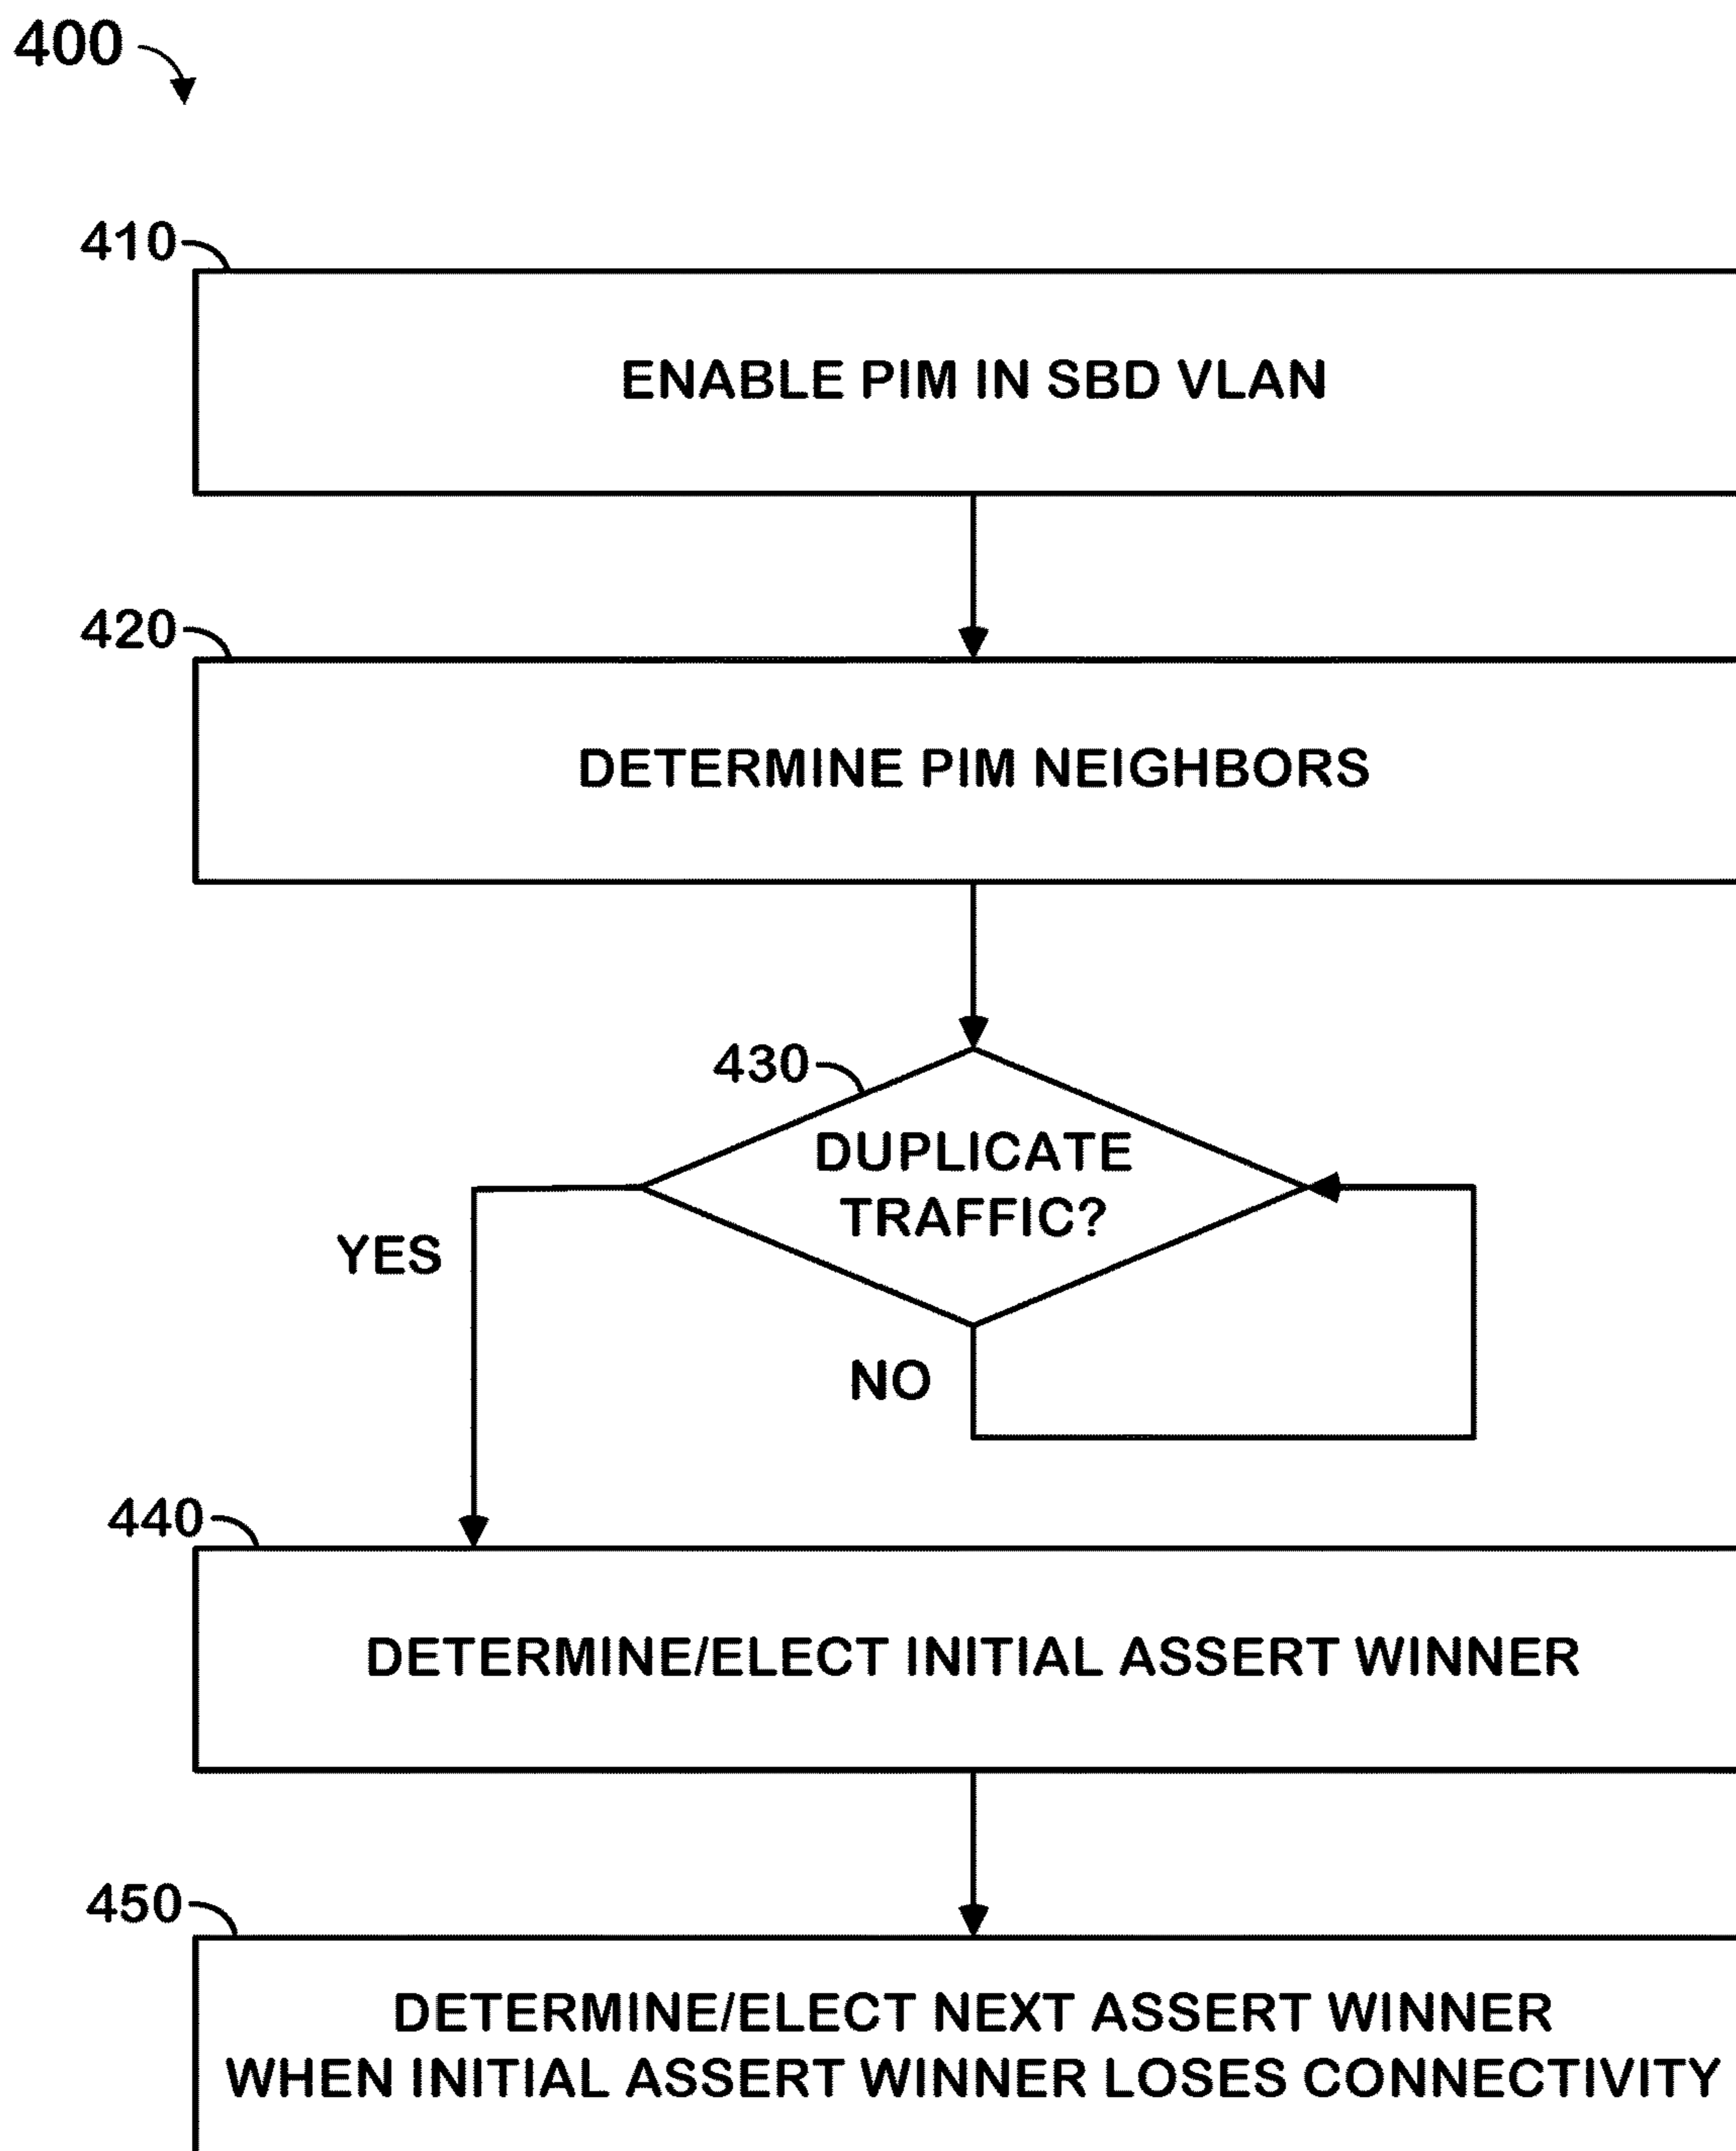 400
410
ENABLE PIM IN SBD VLAN
420
DETERMINE PIM NEIGHBORS
430
DUPLICATE
TRAFFIC?
YES
NO
440
DETERMINE/ELECT INITIAL ASSERT WINNER
450
DETERMINE/ELECT NEXT ASSERT WINNER
WHEN INITIAL ASSERT WINNER LOSES CONNECTIVITY